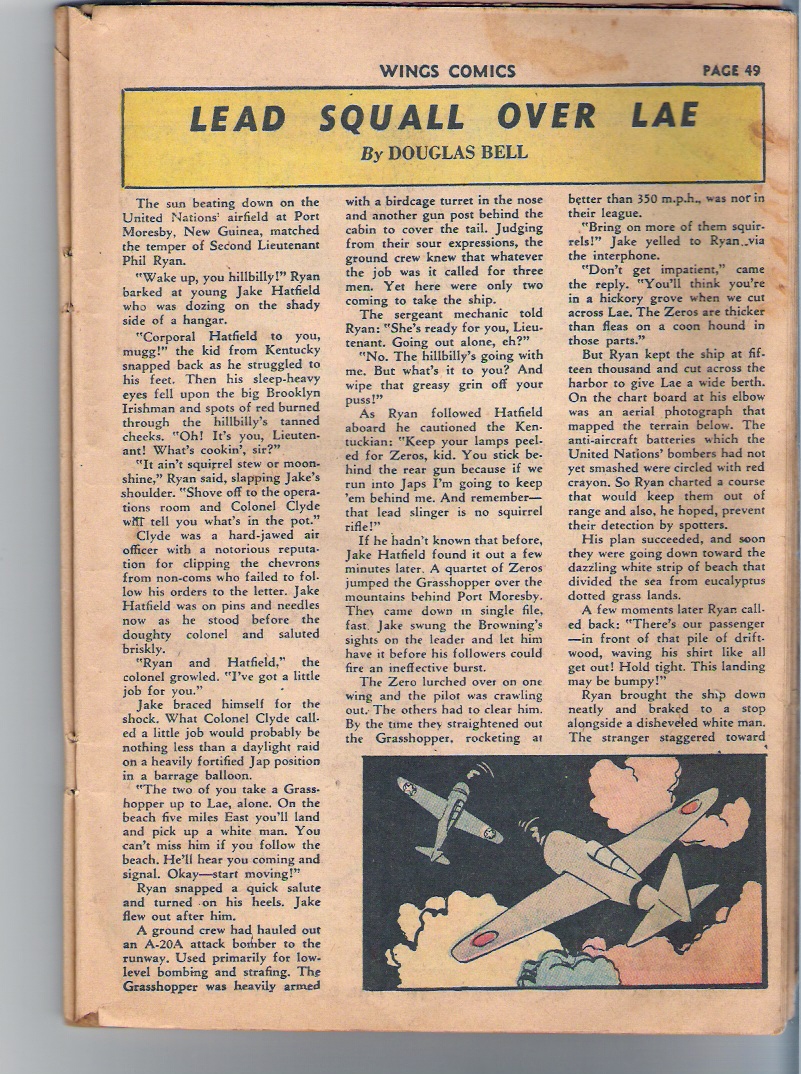 WINGS COMICS PAGE 49
LEAD SQUALL OVER LAE
By DOUGLAS BELL
The sun beating down on the
United Nations' airfield at Port
Moresby, New Guinea, matched
the temper of Second Lieutenant
Phil Ryan.
"Wake up, you hillbilly!" Ryan
barked at young Jake Hatfield
who was dozing on the shady
side of a hangar.
"Corporal Hatfield to you,
mugg!" the kid from Kentucky
snapped back as he struggled to
his feet. Then his sleep-heavy
eyes fell upon the big Brooklyn
Irishman and spots of red burned
through the hillbilly's tanned
cheeks. "Oh! It's you, Lieuten-
ant! What's cookin', sir?"
"It ain't squirrel stew or moon-
shine," Ryan said, slapping Jake's
shoulder. "Shove off to the opera-
tions room and Colonel Clyde
will tell you what's in the pot."
Clyde was a hard-jawed air
officer with a notorious reputa-
tion for clipping the chevrons
from non-coms who failed to fol-
low his orders to the letter. Jake
Hatfield was on pins and needles
now as he stood before the
doughty colonel and saluted
briskly.
"Ryan and Hatfield," the
colonel growled. "I've got a little
job for you."
Jake braced himself for the
shock. What Colonel Clyde call-
ed a little job would probably be
nothing less than a daylight raid
on a heavily fortified Jap position
in a barrage balloon.
"The two of you take a Grass-
hopper up to Lae, alone. On the
beach five miles East you'll land
and pick up a white man. You
can't miss him if you follow the
beach. He'll hear you coming and
signal. Okay—start moving!"
Ryan snapped a quick salute
and turned on his heels. Jake
flew out after him.
A ground crew had hauled out
an A-20A attack bomber to the
runway. Used primarily for low-
level bombing and strafing. The
Grasshopper was heavily armed
with a birdcage turret in the nose
and another gun post behind the
cabin to cover the tail. Judging
from their sour expressions, the
ground crew knew that whatever
the job was it called for three
men. Yet here were only two
coming to take the ship.
The sergeant mechanic told
Ryan: "She's ready for you, Lieu-
tenant. Going out alone, eh?"
"No. The hillbilly's going with
me. But what's it to you? And
wipe that greasy grin off your
puss!"
As Ryan followed Hatfield
aboard he cautioned the Ken-
tuckian: "Keep your lamps peel-
ed for Zeros, kid. You stick be-
hind the rear gun because if we
run into Japs I'm going to keep
'em behind me. And remember—
that lead slinger is no squirrel
rifle!"
If he hadn't known that before,
Jake Hatfield found it out a few
minutes later. A quartet of Zeros
jumped the Grasshopper over the
mountains behind Port Moresby.
They came down in single file,
fast. Jake swung the Browning's
sights on the leader and let him
have it before his followers could
fire an ineffective burst.
The Zero lurched over on one
wing and the pilot was crawling
out. The others had to clear him.
By the time they straightened out
the Grasshopper, rocketing at
better than 350 m.p.h., was not in
their league.
"Bring on more of them squir-
rels!" Jake yelled to Ryan via
the interphone.
"Don't get impatient," came
the reply. "You'll think you're
in a hickory grove when we cut
across Lae. The Zeros are thicker
than fleas on a coon hound in
those parts."
But Ryan kept the ship at fif-
teen thousand and cut across the
harbor to give Lae a wide berth.
On the chart board at his elbow
was an aerial photograph that
mapped the terrain below. The
anti-aircraft batteries which the
United Nations' bombers had not
yet smashed were circled with red
crayon. So Ryan charted a course
that would keep them out of
range and also, he hoped, prevent
their detection by spotters.
His plan succeeded, and soon
they were going down toward the
dazzling white strip of beach that
divided the sea from eucalyptus
dotted grass lands.
A few moments later Ryan call-
ed back: "There's our passenger
—in front of that pile of drift-
wood, waving his shirt like all
get out! Hold tight. This landing
may be bumpy!"
Ryan brought the ship down
neatly and braked to a stop
alongside a disheveled white man.
The stranger staggered toward